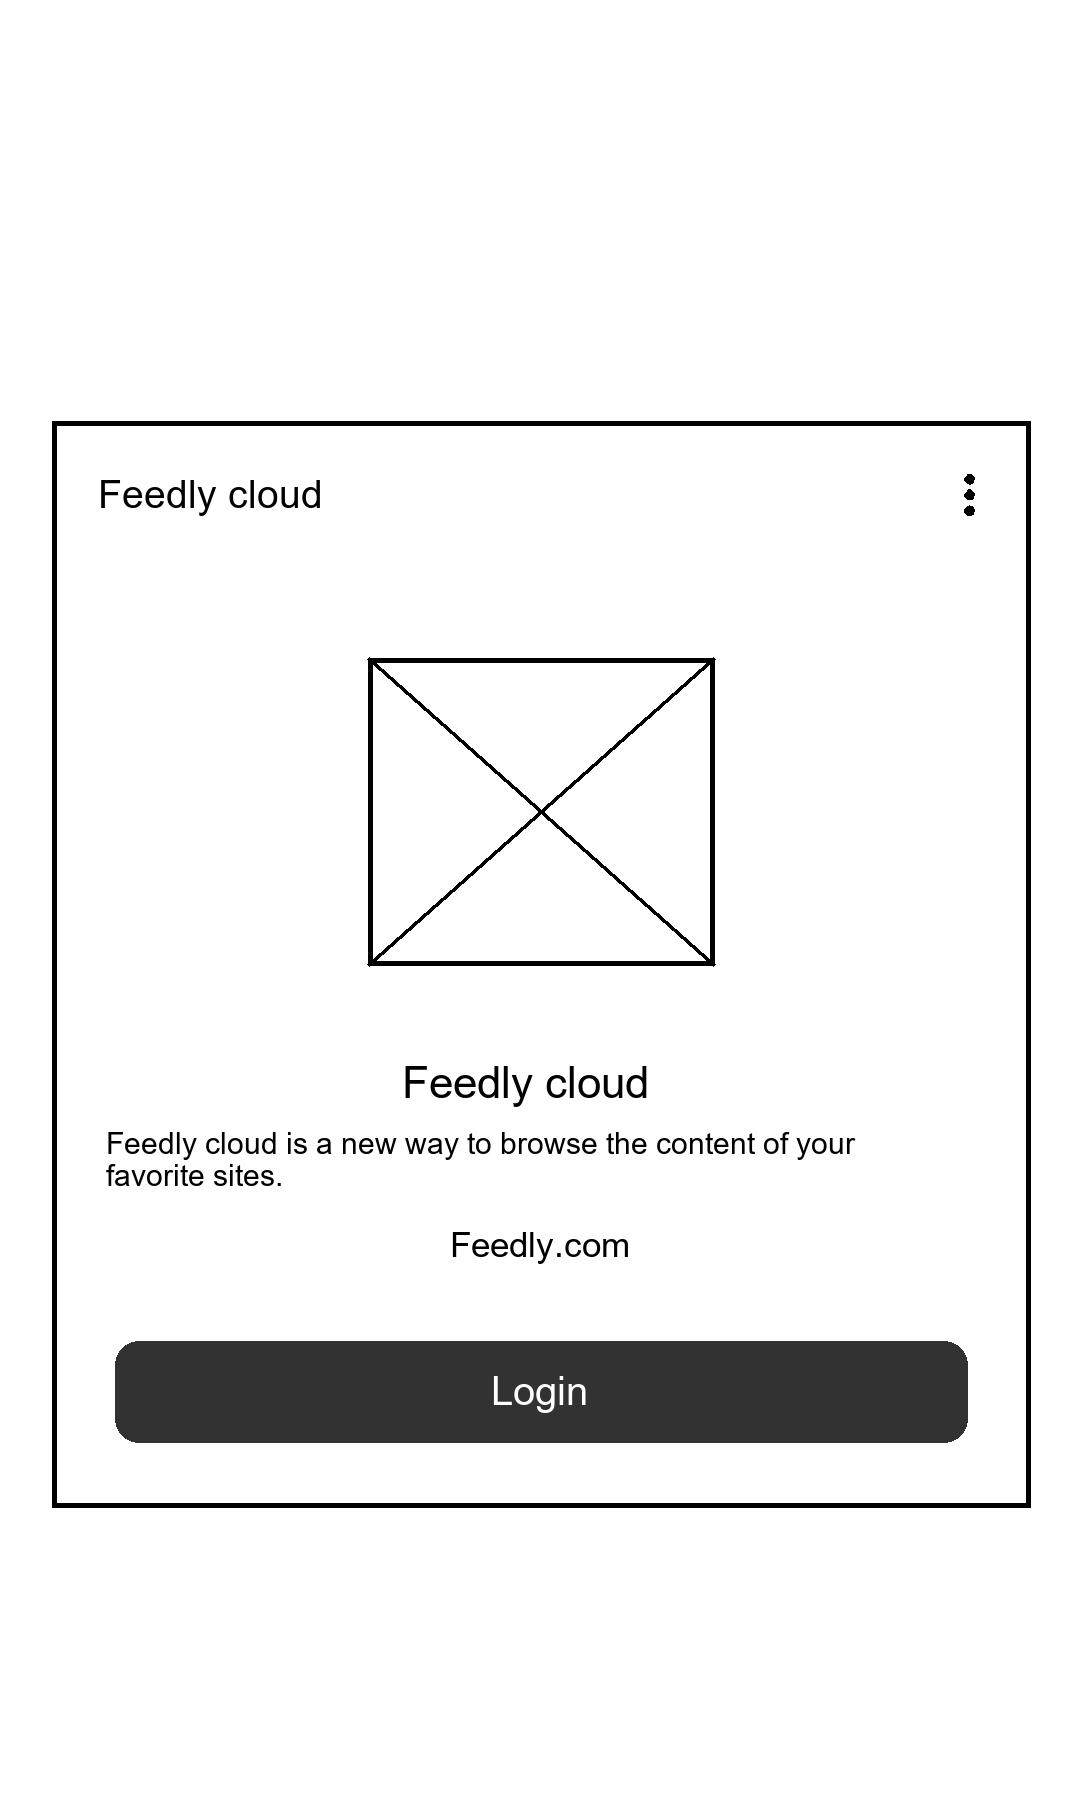 Feedly cloud
Feedly cloud
Feedly cloud is a new way to browse the content of your
favorite sites.
Feedly.com
Login